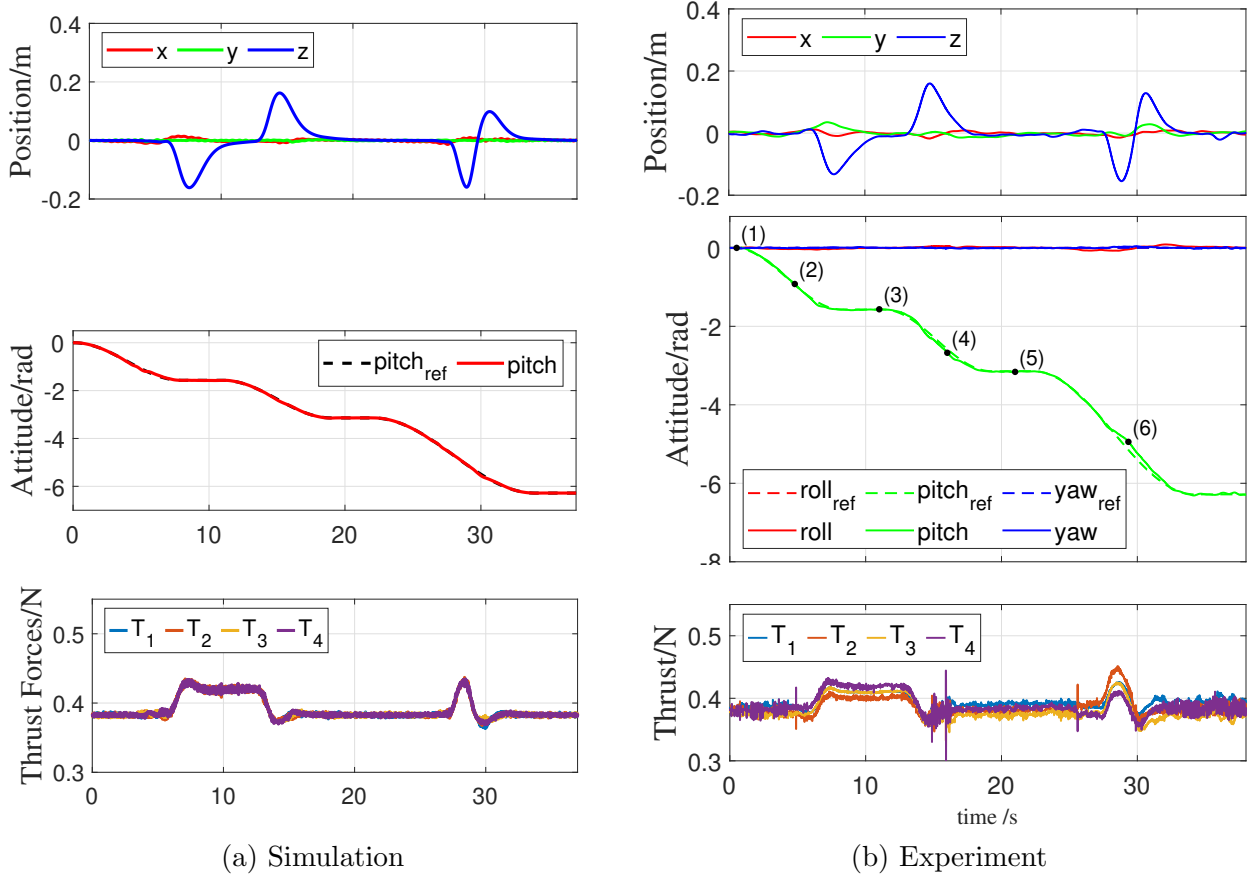 0.4
0.2
0
-0.2
Position/m
x y z
0
-2
-4
-6
Attitude/rad
pitch_ref pitch
0 10 20 30
0.5
0.4
0.3
Thrust Forces/N
T_1 T_2 T_3 T_4
0 10 20 30
(a) Simulation
0.4
0.2
0
-0.2
Position/m
x y z
0
-2
-4
-6
-8
Attitude/rad
(1)
(2)
(3)
(4)
(5)
(6)
roll_ref pitch_ref yaw_ref
roll pitch yaw
0.5
0.4
0.3
Thrust/N
T_1 T_2 T_3 T_4
0 10 20 30
time /s
(b) Experiment